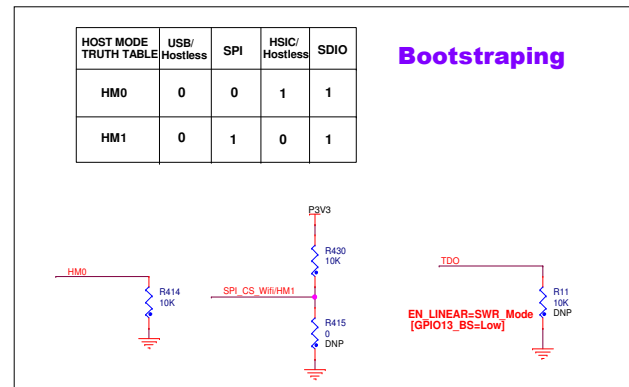 Bootstraping
HOST MODE TRUTH TABLE USB/Hostless SPI HSIC/Hostless SDIO
HM0 0 0 1 1
HM1 0 1 0 1
P3V3
R430
10K
HM0
R414
10K
SPI_CS_Wifi/HM1
R415
0
DNP
TDO
R11
10K
DNP
EN_LINEAR=SWR_Mode
[GPIO13_BS=Low]